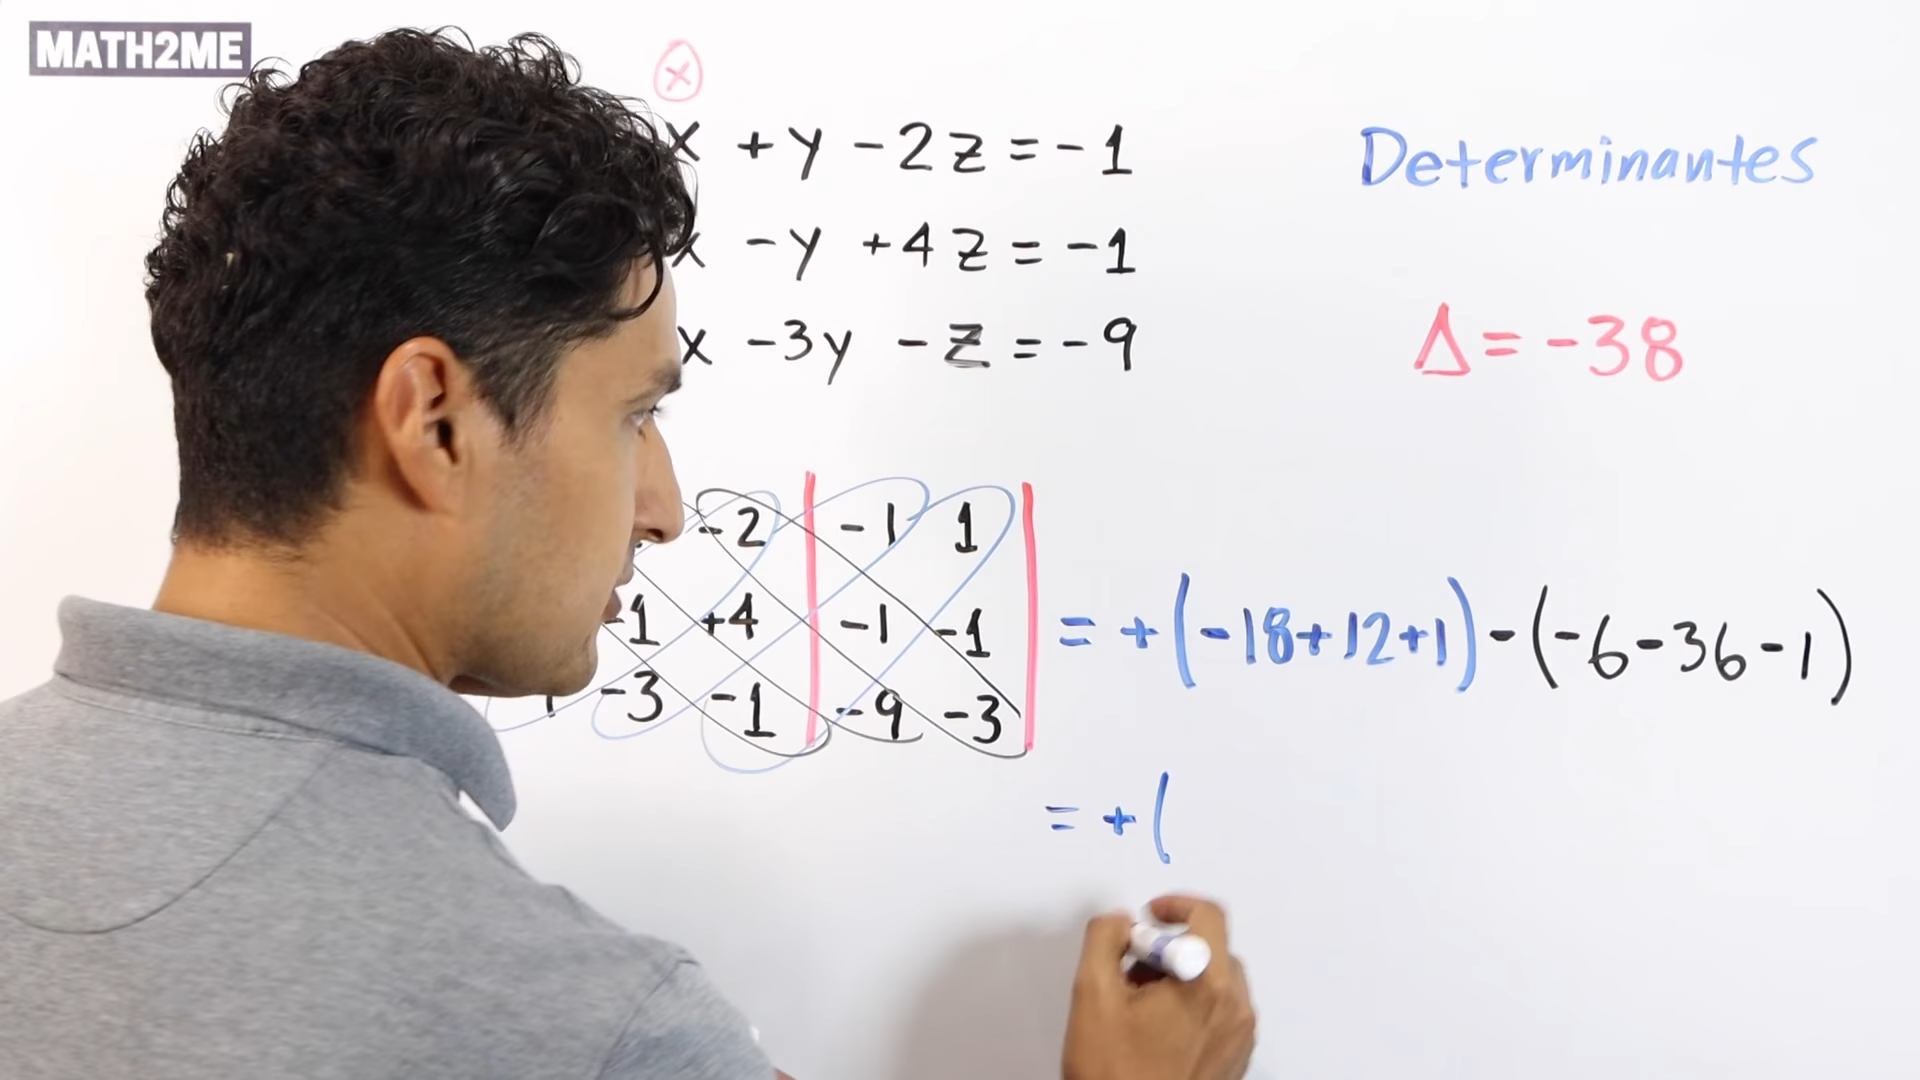 MATH2ME
x
x + y - 2z = -1
Determinantes
x - y + 4z = -1
x - 3y - z = -9
Δ = -38
-2 -1 1
-1 +4 -1 -1 = +(-18+12+1)-(-6-36-1)
-3 -1 -9 -3
= + (